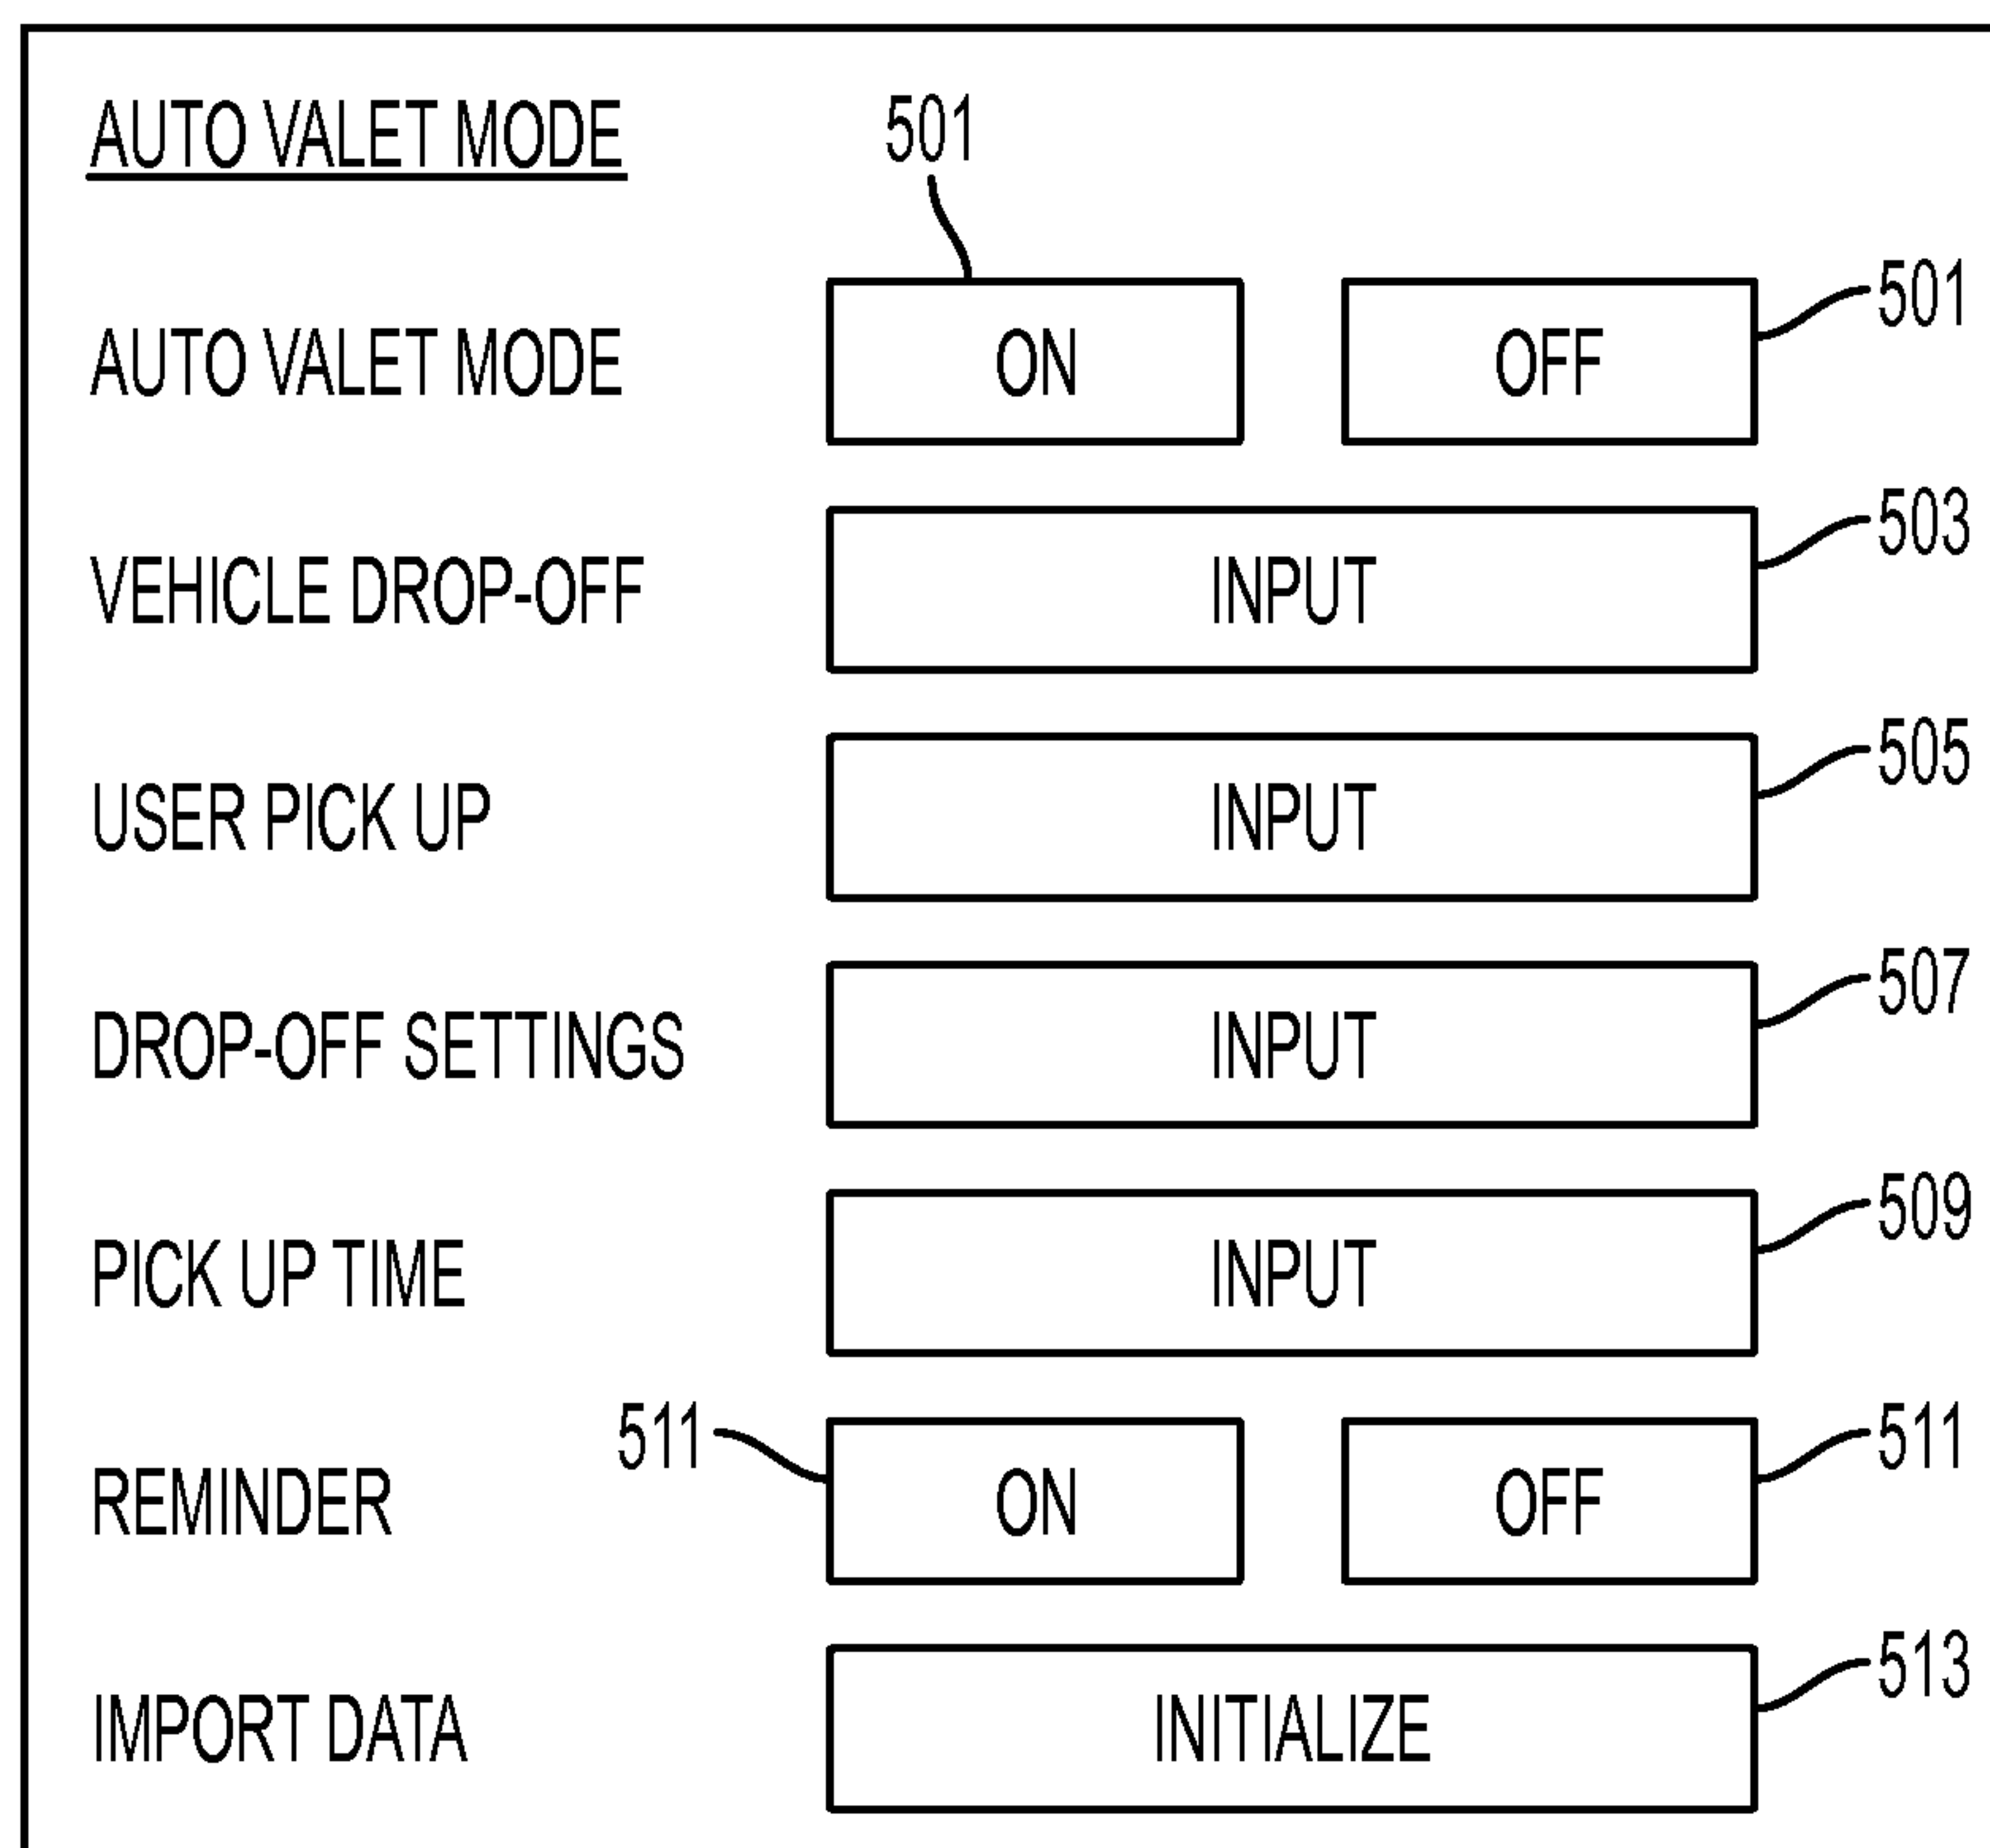 AUTO VALET MODE
501
AUTO VALET MODE ON OFF 501
VEHICLE DROP-OFF INPUT 503
USER PICK UP INPUT 505
DROP-OFF SETTINGS INPUT 507
PICK UP TIME INPUT 509
REMINDER 511 ON OFF 511
IMPORT DATA INITIALIZE 513